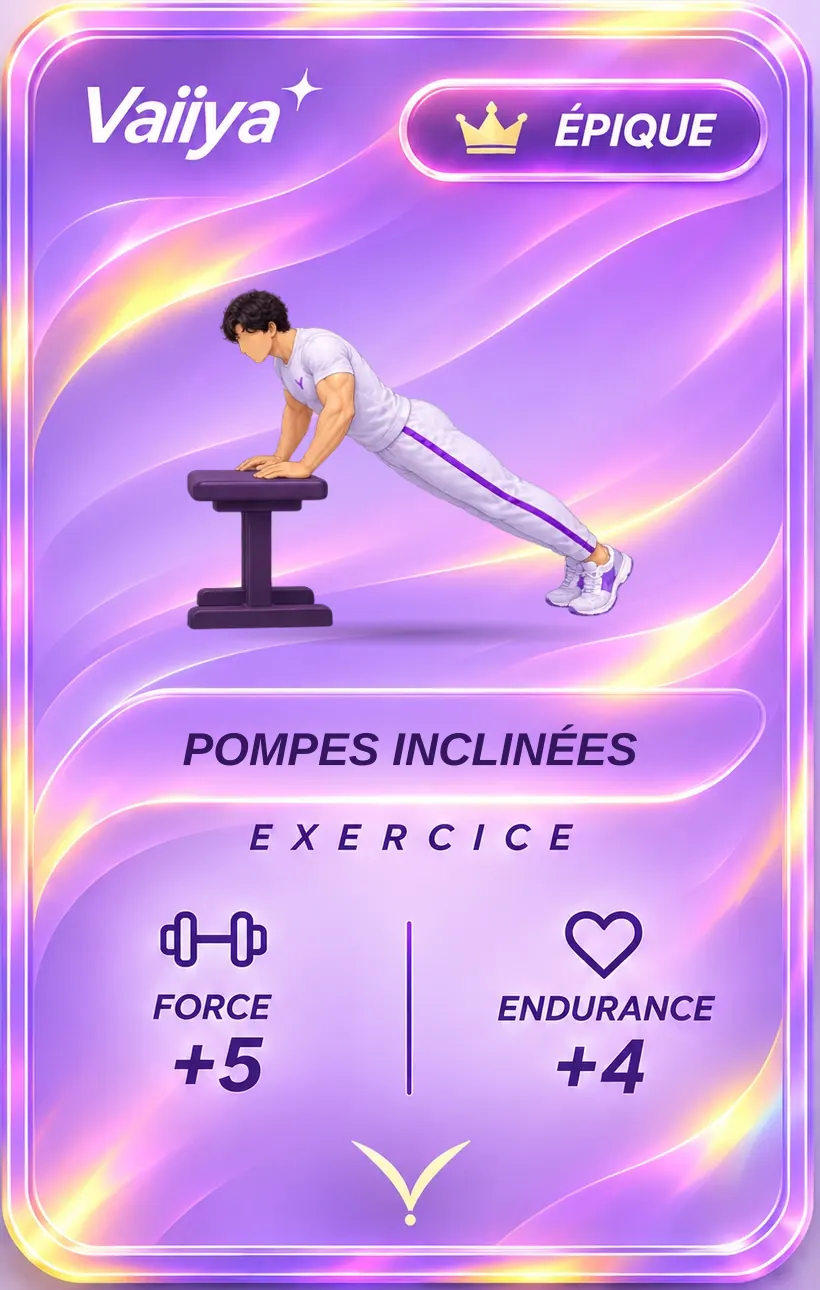 Vaiiya
ÉPIQUE
POMPES INCLINÉES
EXERCICE
FORCE
+5
ENDURANCE
+4